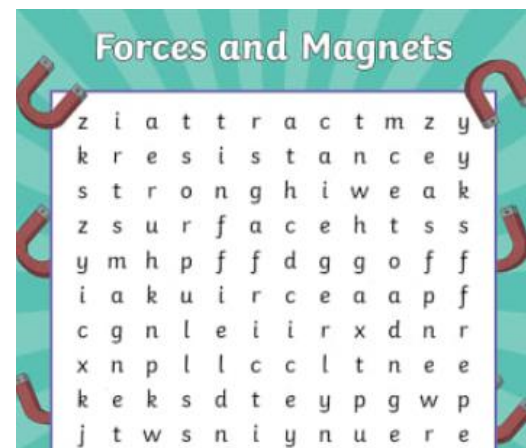 Forces and Magnets
z i a t t r a c t m z y
k r e s i s t a n c e y
s t r o n g h i w e a k
z s u r f a c e h t s s
y m h p f f d g g o f f
i a k u i r c e a a p f
c g n l e i i r x d n r
x n p l l c c l t n e e
k e k s d t e y p g w p
j t w s n i y n u e r e